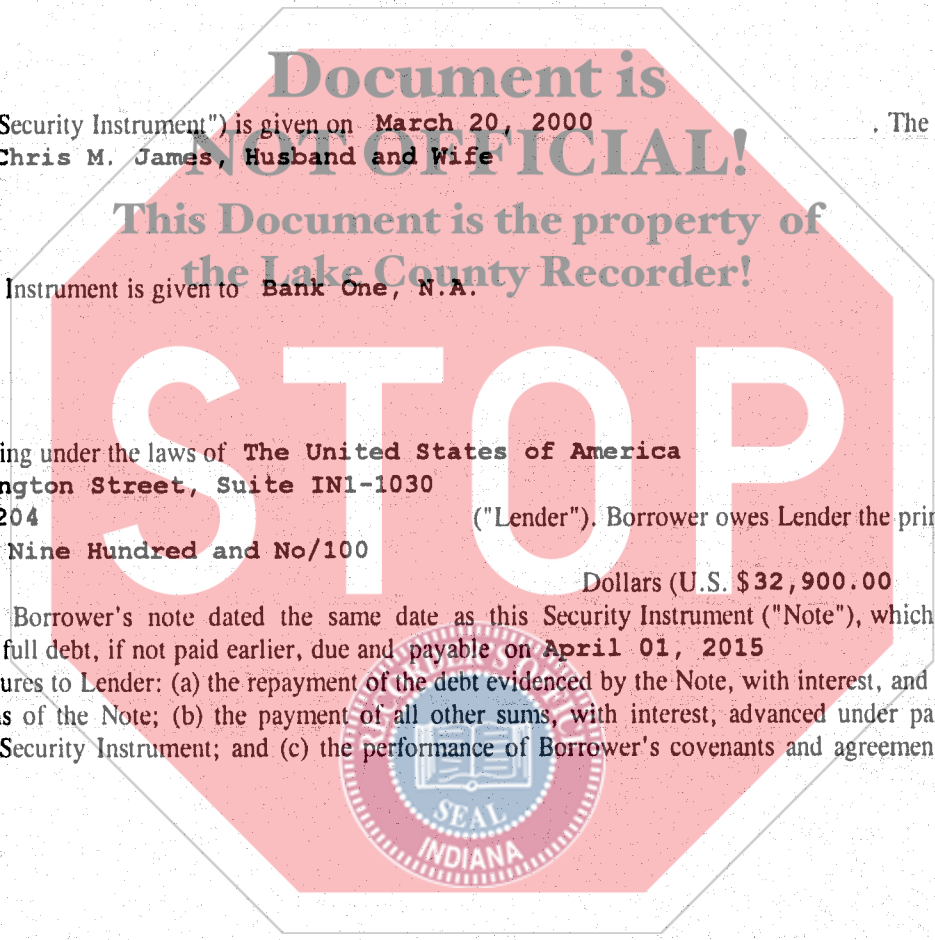 Document is
Security Instrument") is given on March 20, 2000 . The
NOT OFFICIAL!
Chris M. James, Husband and Wife
This Document is the property of
the Lake County Recorder!
Instrument is given to Bank One, N.A.
STOP
ing under the laws of The United States of America
ngton Street, Suite IN1-1030
204 ("Lender"). Borrower owes Lender the prin
Nine Hundred and No/100
Dollars (U.S. $32,900.00
Borrower's note dated the same date as this Security Instrument ("Note"), which
full debt, if not paid earlier, due and payable on April 01, 2015
ures to Lender: (a) the repayment of the debt evidenced by the Note, with interest, and
s of the Note; (b) the payment of all other sums, with interest, advanced under pa
Security Instrument; and (c) the performance of Borrower's covenants and agreemen
SEAL
INDIANA